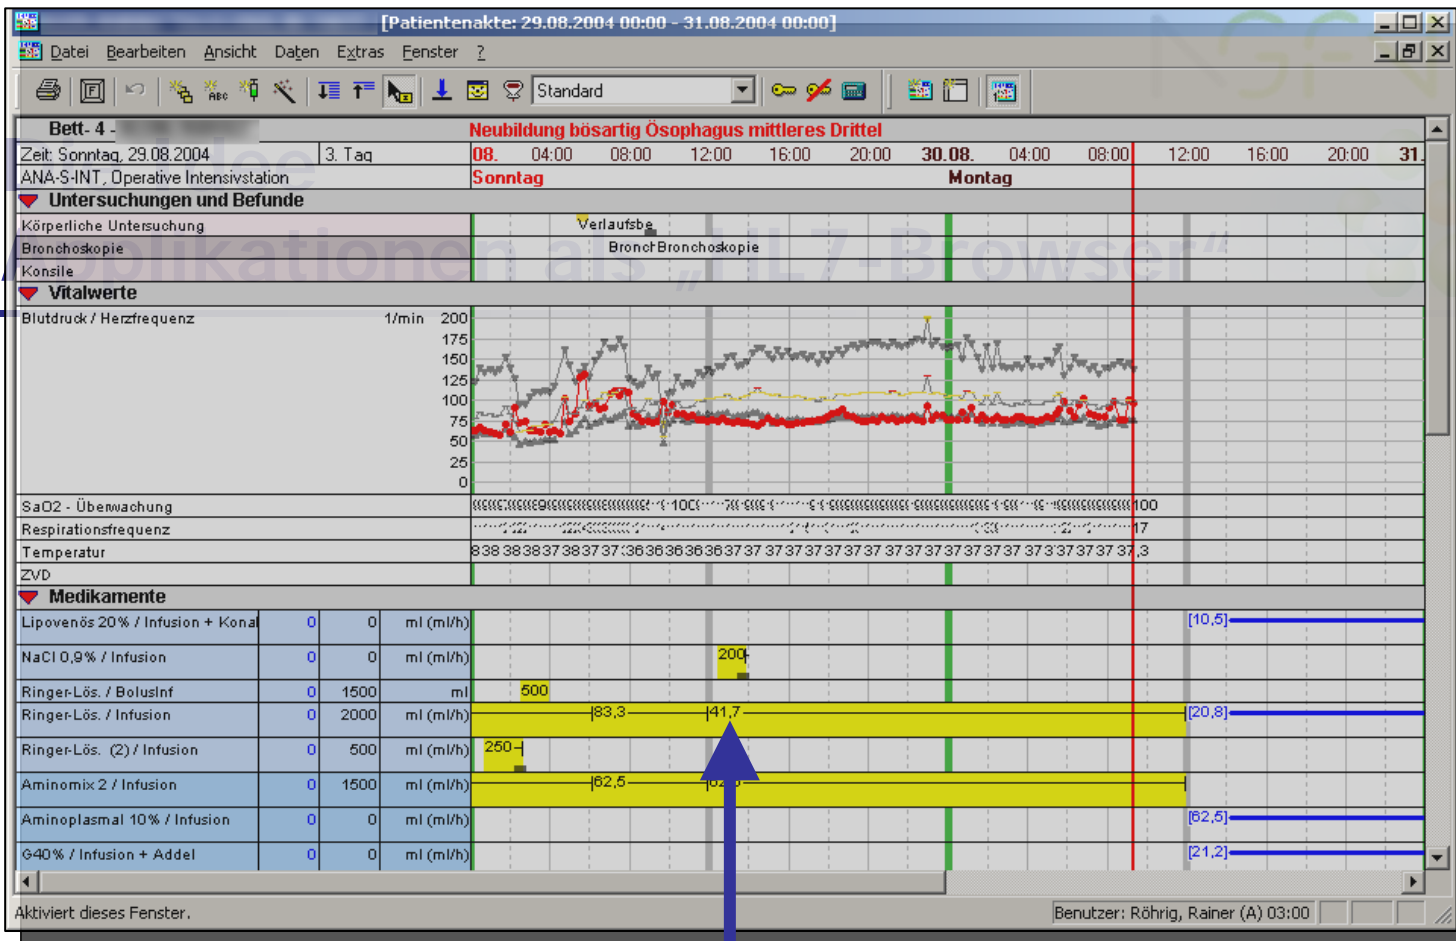 [Patientenakte: 29.08.2004 00:00 - 31.08.2004 00:00]
Datei Bearbeiten Ansicht Daten Extras Fenster ?
Standard
Bett- 4 -
Neubildung bösartig Ösophagus mittleres Drittel
Zeit: Sonntag, 29.08.2004 3. Tag 08. 04:00 08:00 12:00 16:00 20:00 30.08. 04:00 08:00 12:00 16:00 20:00 31.
ANA-S-INT, Operative Intensivstation Sonntag Montag
Untersuchungen und Befunde
Körperliche Untersuchung Verlaufsbe
Bronchoskopie Bronch Bronchoskopie
Applikationen als „HL7-Browser“
Konsile
Vitalwerte
Blutdruck / Herzfrequenz 1/min 200
175
150
125
100
75
50
25
0
SaO2 - Überwachung 100
Respirationsfrequenz 17
Temperatur 37,3
ZVD
Medikamente
Lipovenös 20% / Infusion + Konal 0 0 ml (ml/h) [10,5]
NaCl 0,9% / Infusion 0 0 ml (ml/h) 200
Ringer-Lös. / BolusInf 0 1500 ml 500
Ringer-Lös. / Infusion 0 2000 ml (ml/h) 83,3 41,7 [20,8]
Ringer-Lös. (2) / Infusion 0 500 ml (ml/h) 250
Aminomix 2 / Infusion 0 1500 ml (ml/h) 62,5
Aminoplasmal 10% / Infusion 0 0 ml (ml/h) [62,5]
G40% / Infusion + Addel 0 0 ml (ml/h) [21,2]
Aktiviert dieses Fenster. Benutzer: Röhrig, Rainer (A) 03:00